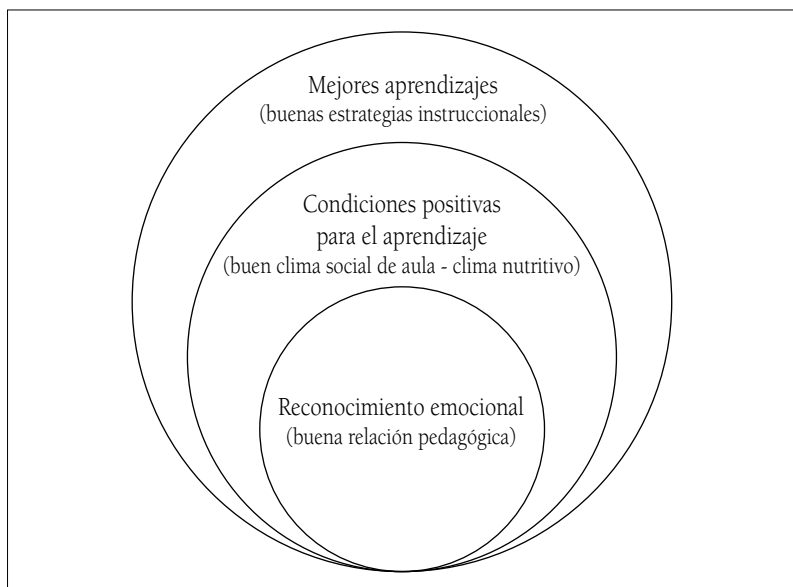 Mejores aprendizajes
(buenas estrategias instruccionales)
Condiciones positivas
para el aprendizaje
(buen clima social de aula - clima nutritivo)
Reconocimiento emocional
(buena relación pedagógica)